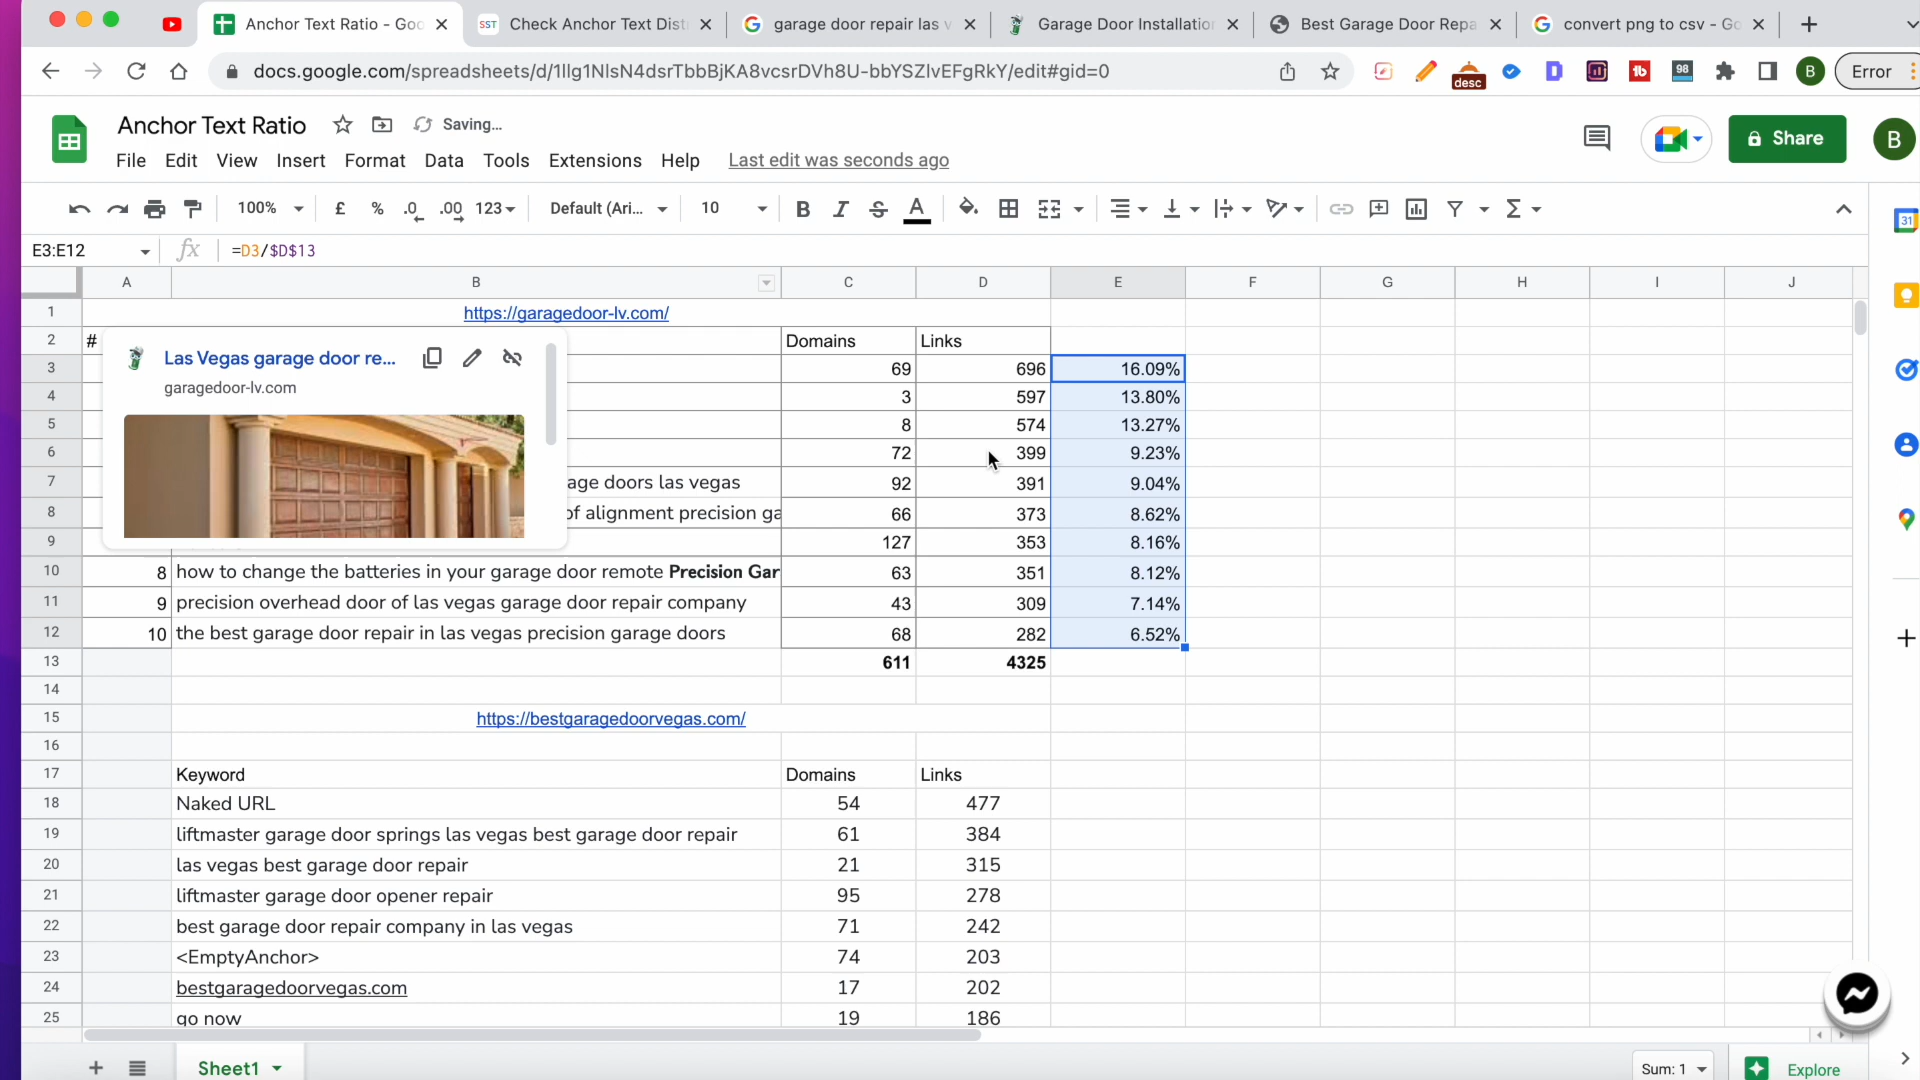 Anchor Text Ratio - Goo
SST
Check Anchor Text Dist
garage door repair las v
Garage Door Installation
Best Garage Door Repa
convert png to csv - Go
docs.google.com/spreadsheets/d/1llg1NlsN4dsrTbbBjKA8vcsrDVh8U-bbYSZlvEFgRkY/edit#gid=0
desc
98
B
Error
Anchor Text Ratio
Saving...
Share
B
File Edit View Insert Format Data Tools Extensions Help Last edit was seconds ago
100% £ % .0 .00 123 Default (Ari... 10 B I S A
31
E3:E12 fx =D3/$D$13
A B C D E F G H I J
1 https://garagedoor-lv.com/
2 # Domains Links
3 69 696 16.09%
Las Vegas garage door re...
garagedoor-lv.com
4 3 597 13.80%
5 8 574 13.27%
6 72 399 9.23%
7 age doors las vegas 92 391 9.04%
8 of alignment precision ga 66 373 8.62%
9 127 353 8.16%
10 8 how to change the batteries in your garage door remote Precision Gar 63 351 8.12%
11 9 precision overhead door of las vegas garage door repair company 43 309 7.14%
12 10 the best garage door repair in las vegas precision garage doors 68 282 6.52%
13 611 4325
14
15 https://bestgaragedoorvegas.com/
16
17 Keyword Domains Links
18 Naked URL 54 477
19 liftmaster garage door springs las vegas best garage door repair 61 384
20 las vegas best garage door repair 21 315
21 liftmaster garage door opener repair 95 278
22 best garage door repair company in las vegas 71 242
23 <EmptyAnchor> 74 203
24 bestgaragedoorvegas.com 17 202
25 go now 19 186
Sheet1
Sum: 1
Explore